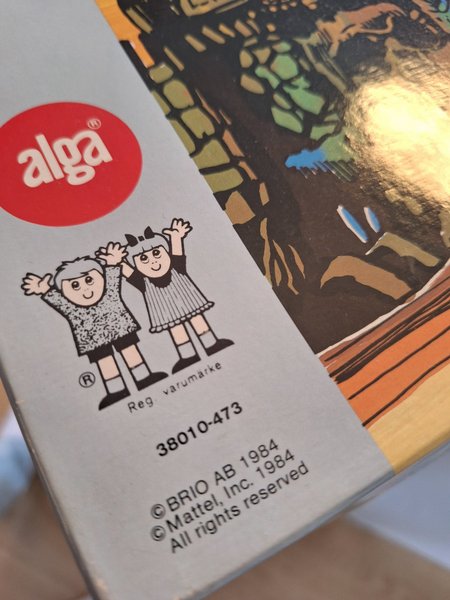 alga®
® Reg varumärke
38010-473
© BRIO AB 1984
© Mattel, Inc. 1984
All rights reserved